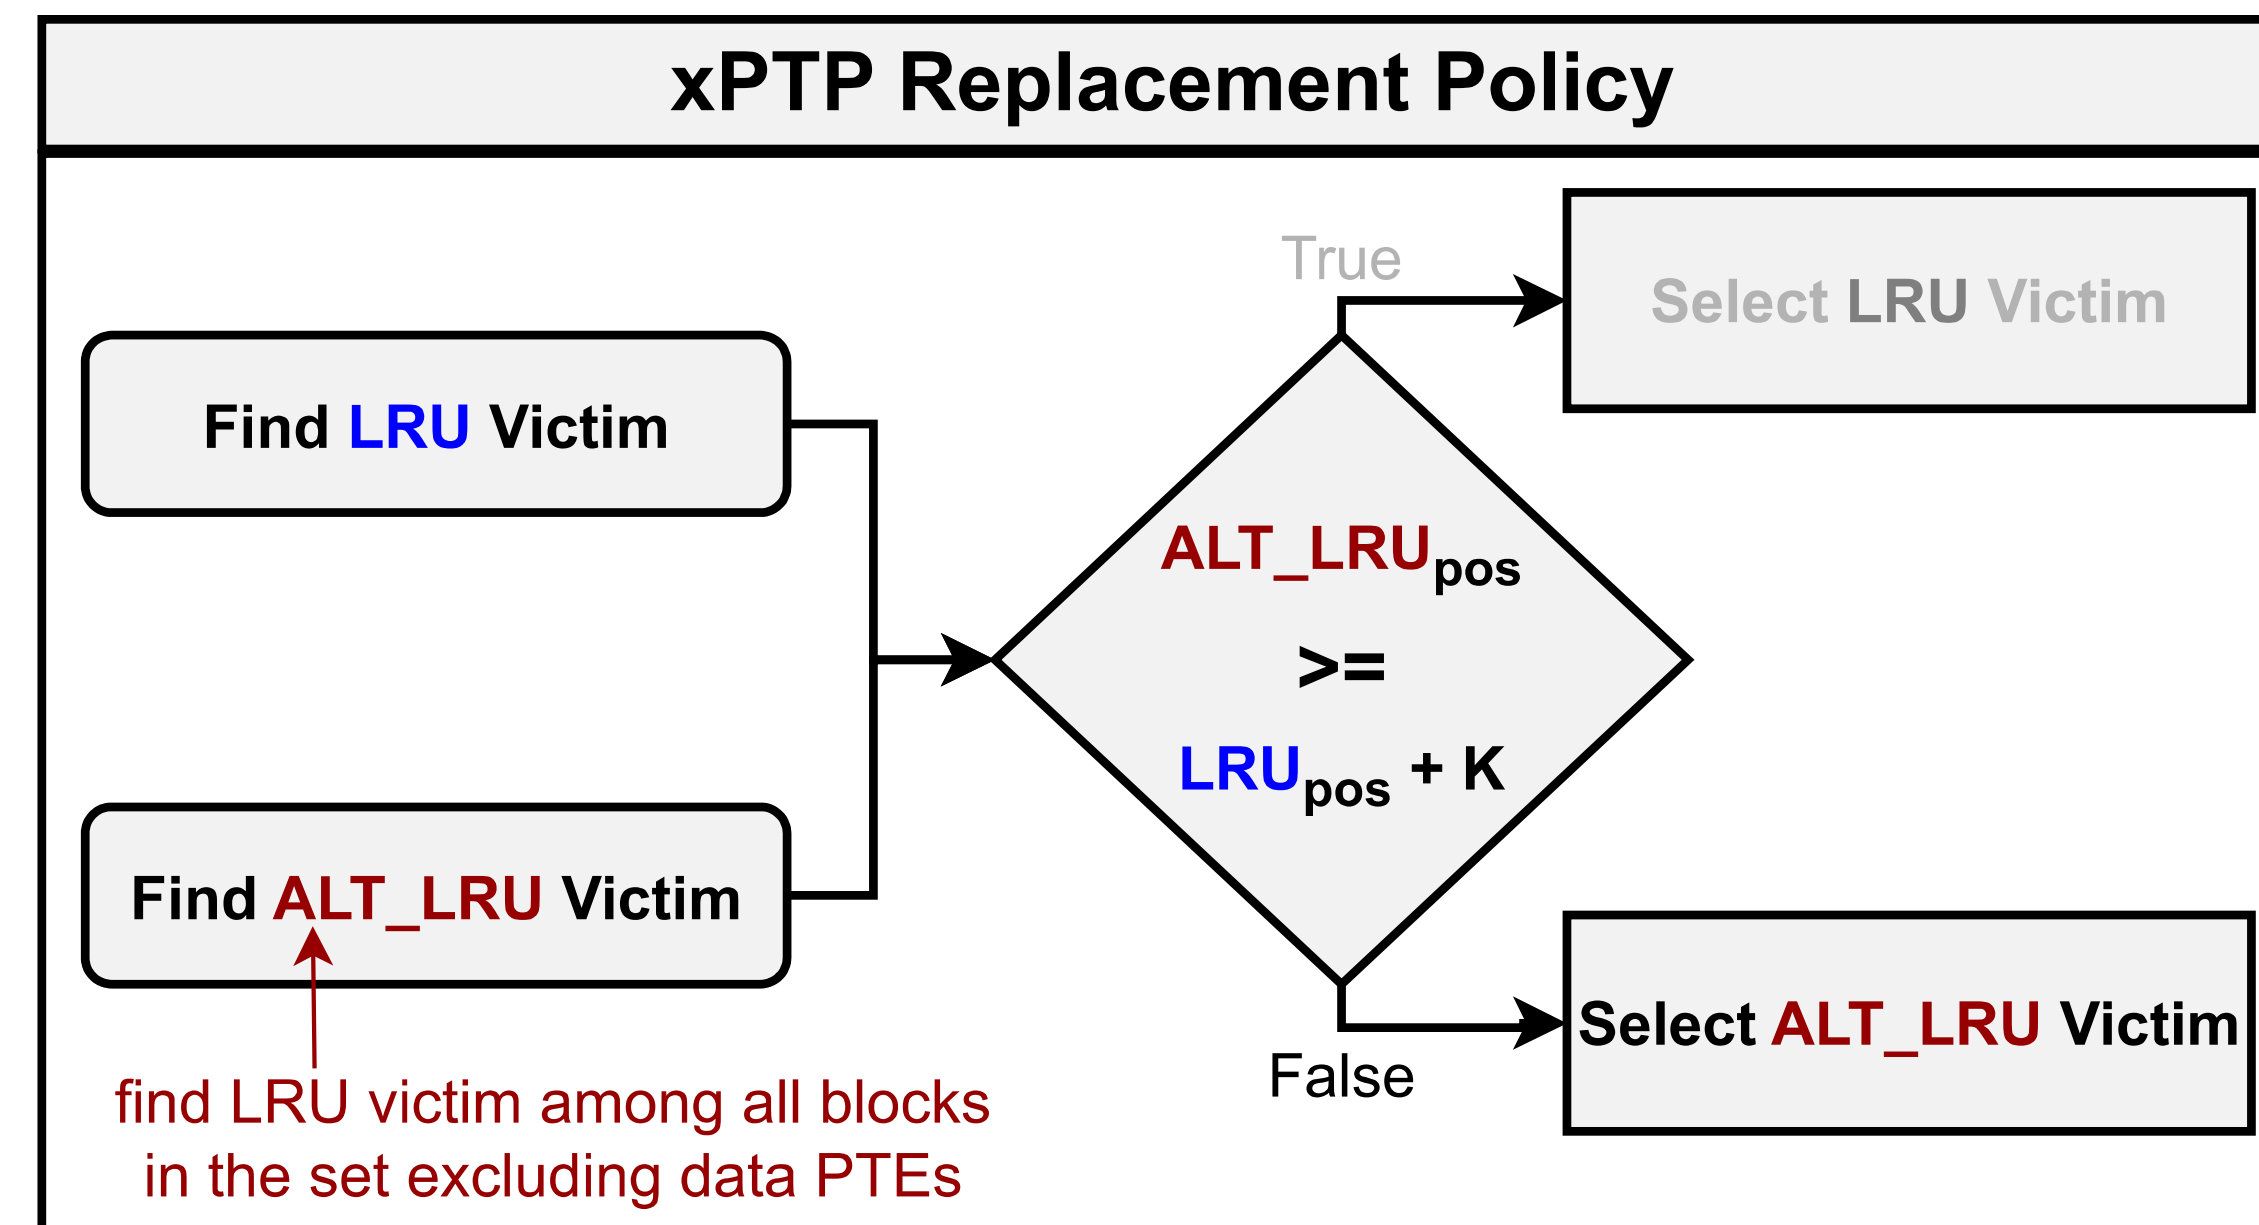 xPTP Replacement Policy
True
Select LRU Victim
Find LRU Victim
ALT_LRUpos
>=
LRUpos + K
Find ALT_LRU Victim
Select ALT_LRU Victim
False
find LRU victim among all blocks
in the set excluding data PTEs